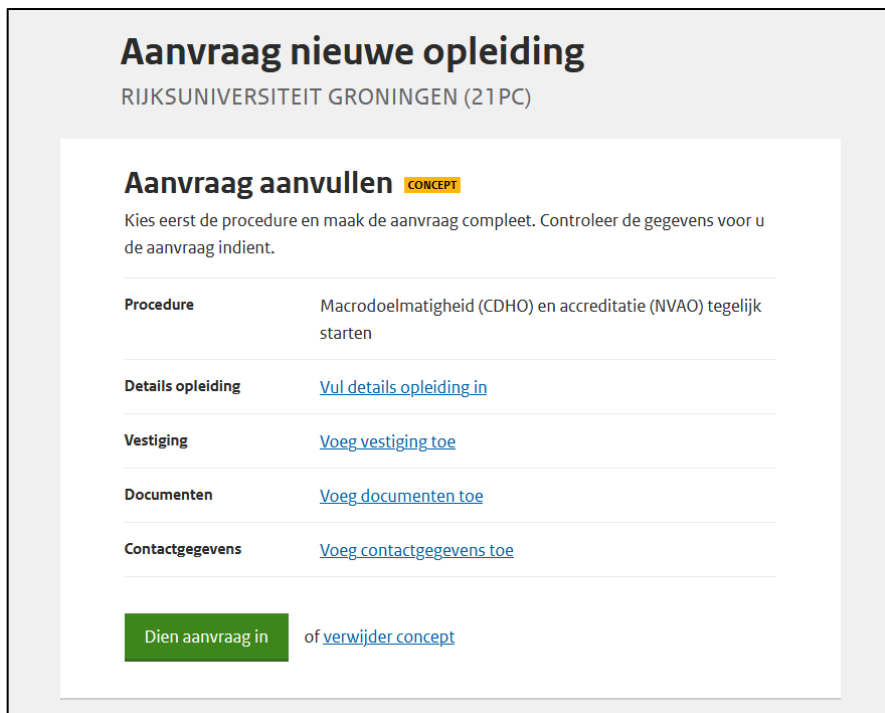 Aanvraag nieuwe opleiding
RIJKSUNIVERSITEIT GRONINGEN (21PC)
Aanvraag aanvullen CONCEPT
Kies eerst de procedure en maak de aanvraag compleet. Controleer de gegevens voor u
de aanvraag indient.
Procedure Macrodoelmatigheid (CDHO) en accreditatie (NVAO) tegelijk
starten
Details opleiding Vul details opleiding in
Vestiging Voeg vestiging toe
Documenten Voeg documenten toe
Contactgegevens Voeg contactgegevens toe
Dien aanvraag in of verwijder concept